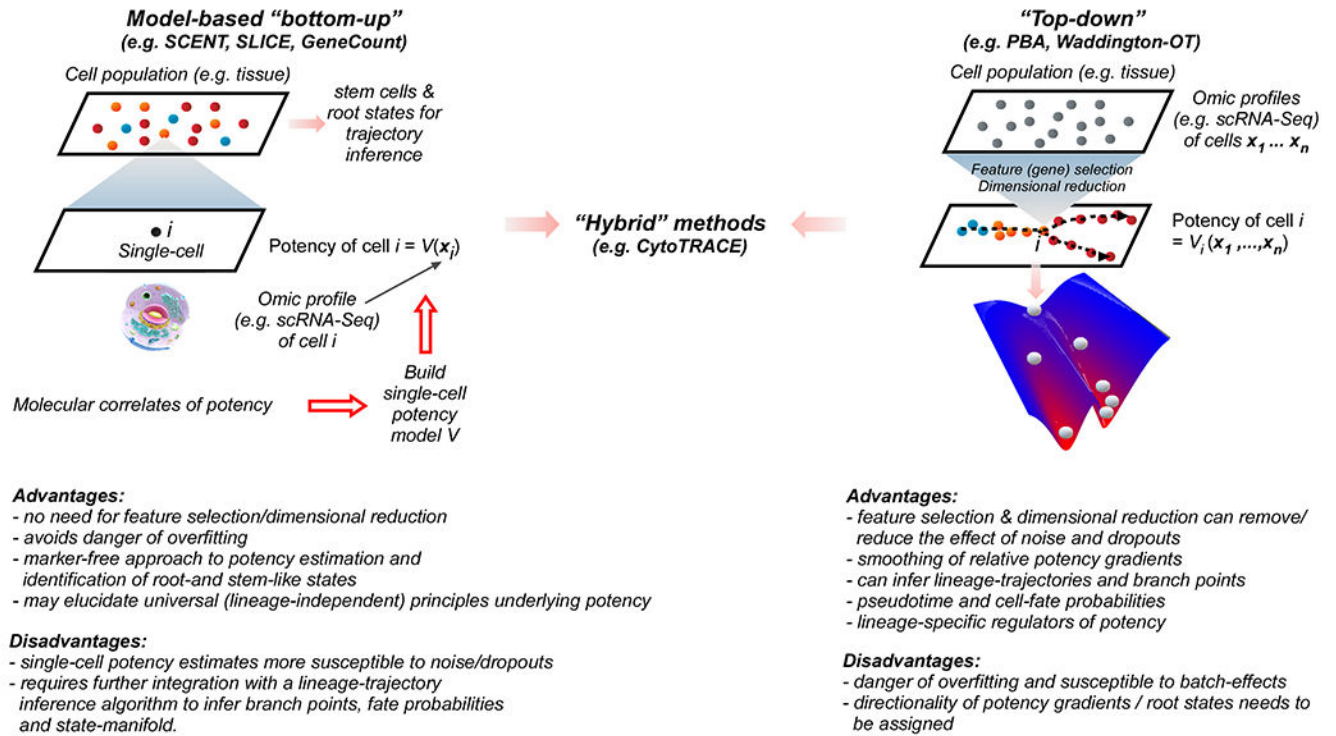 Model-based “bottom-up”
(e.g. SCENT, SLICE, GeneCount)
Cell population (e.g. tissue)
stem cells &
root states for
trajectory
inference
i
Single-cell
Potency of cell i = V(xi)
Omic profile
(e.g. scRNA-Seq)
of cell i
Molecular correlates of potency
Build
single-cell
potency
model V
“Hybrid” methods
(e.g. CytoTRACE)
“Top-down”
(e.g. PBA, Waddington-OT)
Cell population (e.g. tissue)
Omic profiles
(e.g. scRNA-Seq)
of cells x1 ... xn
Feature (gene) selection
Dimensional reduction
i
Potency of cell i
= Vi(x1,...,xn)
Advantages:
- no need for feature selection/dimensional reduction
- avoids danger of overfitting
- marker-free approach to potency estimation and
identification of root-and stem-like states
- may elucidate universal (lineage-independent) principles underlying potency
Disadvantages:
- single-cell potency estimates more susceptible to noise/dropouts
- requires further integration with a lineage-trajectory
inference algorithm to infer branch points, fate probabilities
and state-manifold.
Advantages:
- feature selection & dimensional reduction can remove/
reduce the effect of noise and dropouts
- smoothing of relative potency gradients
- can infer lineage-trajectories and branch points
- pseudotime and cell-fate probabilities
- lineage-specific regulators of potency
Disadvantages:
- danger of overfitting and susceptible to batch-effects
- directionality of potency gradients / root states needs to
be assigned